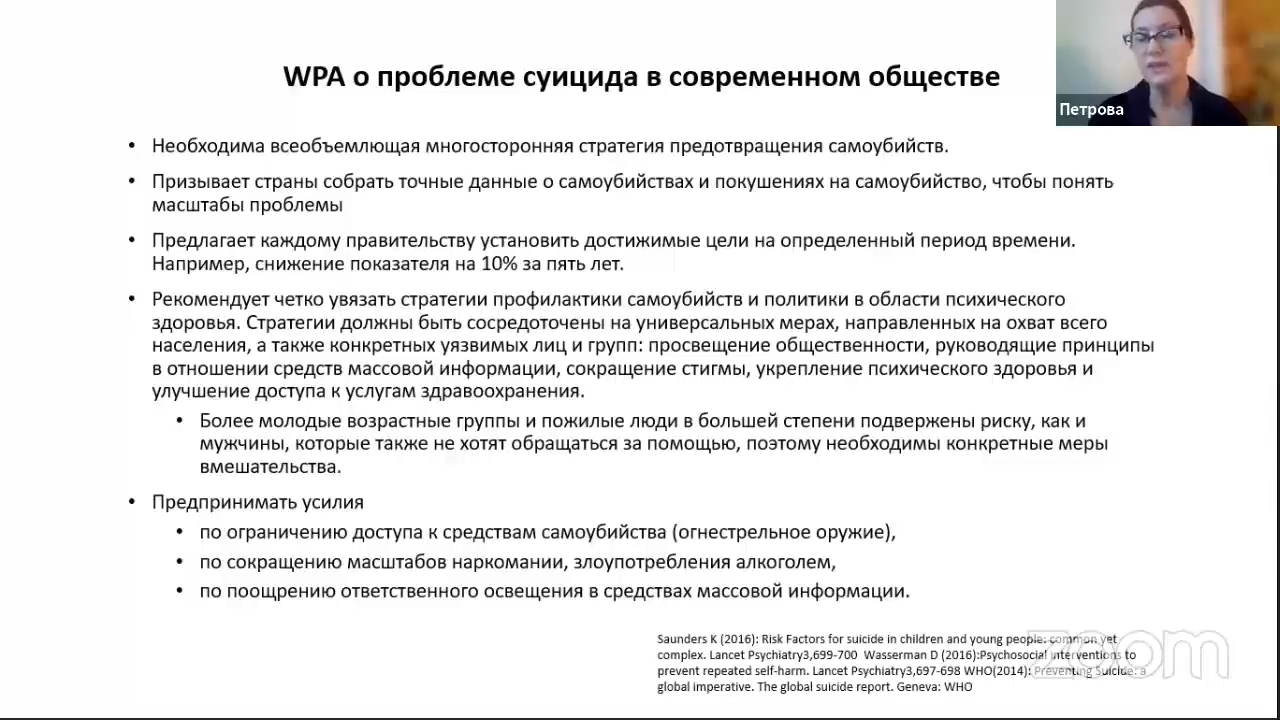 WPA о проблеме суицида в современном обществе
Петрова
• Необходима всеобъемлющая многосторонняя стратегия предотвращения самоубийств.
• Призывает страны собрать точные данные о самоубийствах и покушениях на самоубийство, чтобы понять
масштабы проблемы
• Предлагает каждому правительству установить достижимые цели на определенный период времени.
Например, снижение показателя на 10% за пять лет.
• Рекомендует четко увязать стратегии профилактики самоубийств и политики в области психического
здоровья. Стратегии должны быть сосредоточены на универсальных мерах, направленных на охват всего
населения, а также конкретных уязвимых лиц и групп: просвещение общественности, руководящие принципы
в отношении средств массовой информации, сокращение стигмы, укрепление психического здоровья и
улучшение доступа к услугам здравоохранения.
• Более молодые возрастные группы и пожилые люди в большей степени подвержены риску, как и
мужчины, которые также не хотят обращаться за помощью, поэтому необходимы конкретные меры
вмешательства.
• Предпринимать усилия
• по ограничению доступа к средствам самоубийства (огнестрельное оружие),
• по сокращению масштабов наркомании, злоупотребления алкоголем,
• по поощрению ответственного освещения в средствах массовой информации.
Saunders K (2016): Risk Factors for suicide in children and young people: common yet
complex. Lancet Psychiatry3,699-700 Wasserman D (2016):Psychosocial interventions to
prevent repeated self-harm. Lancet Psychiatry3,697-698 WHO(2014): Preventing Suicide: a
global imperative. The global suicide report. Geneva: WHO
zoom